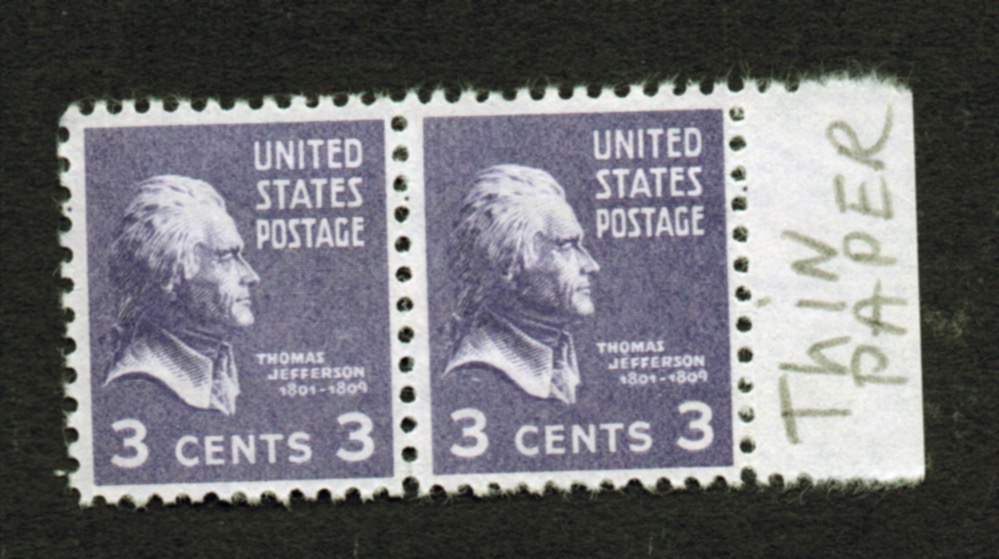 UNITED
STATES
POSTAGE
THOMAS
JEFFERSON
1801-1809
3 CENTS 3
UNITED
STATES
POSTAGE
THOMAS
JEFFERSON
1801-1809
3 CENTS 3
ThiN
PAPER